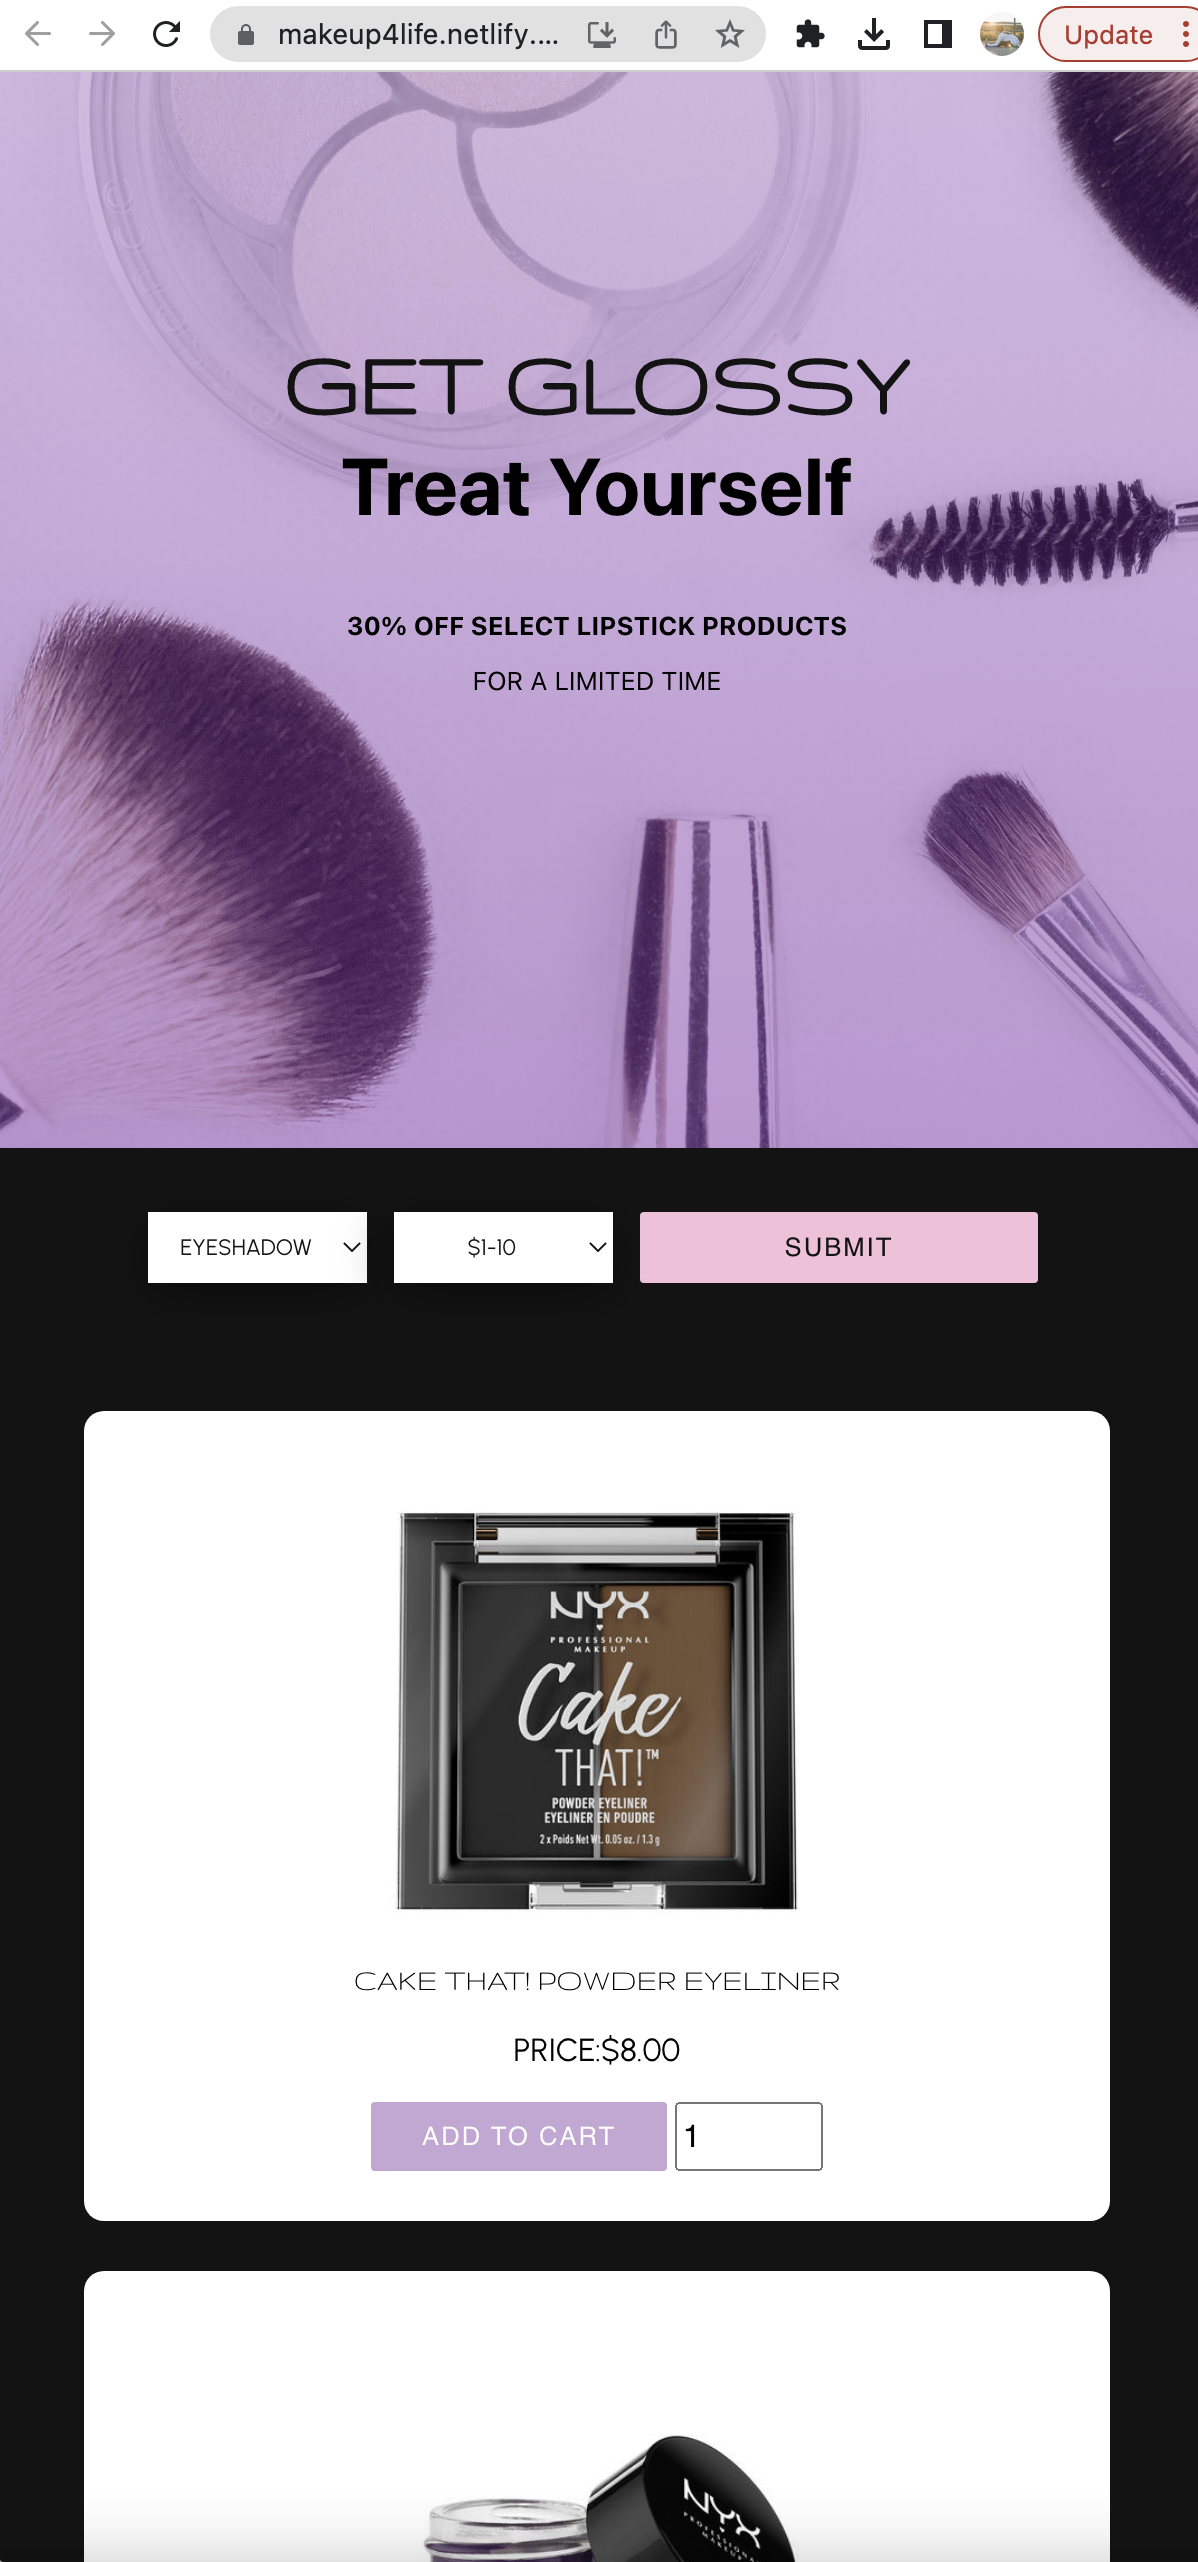 makeup4life.netlify....
Update
GET GLOSSY
Treat Yourself
30% OFF SELECT LIPSTICK PRODUCTS
FOR A LIMITED TIME
EYESHADOW
$1-10
SUBMIT
NYX
PROFESSIONAL
MAKEUP
Cake
THAT!™
POWDER EYELINER
EYELINER EN POUDRE
2 x Poids Net Wt. 0.05 oz. / 1.3 g
CAKE THAT! POWDER EYELINER
PRICE:$8.00
ADD TO CART
1
NYX
PROFESSIONAL
MAKEUP